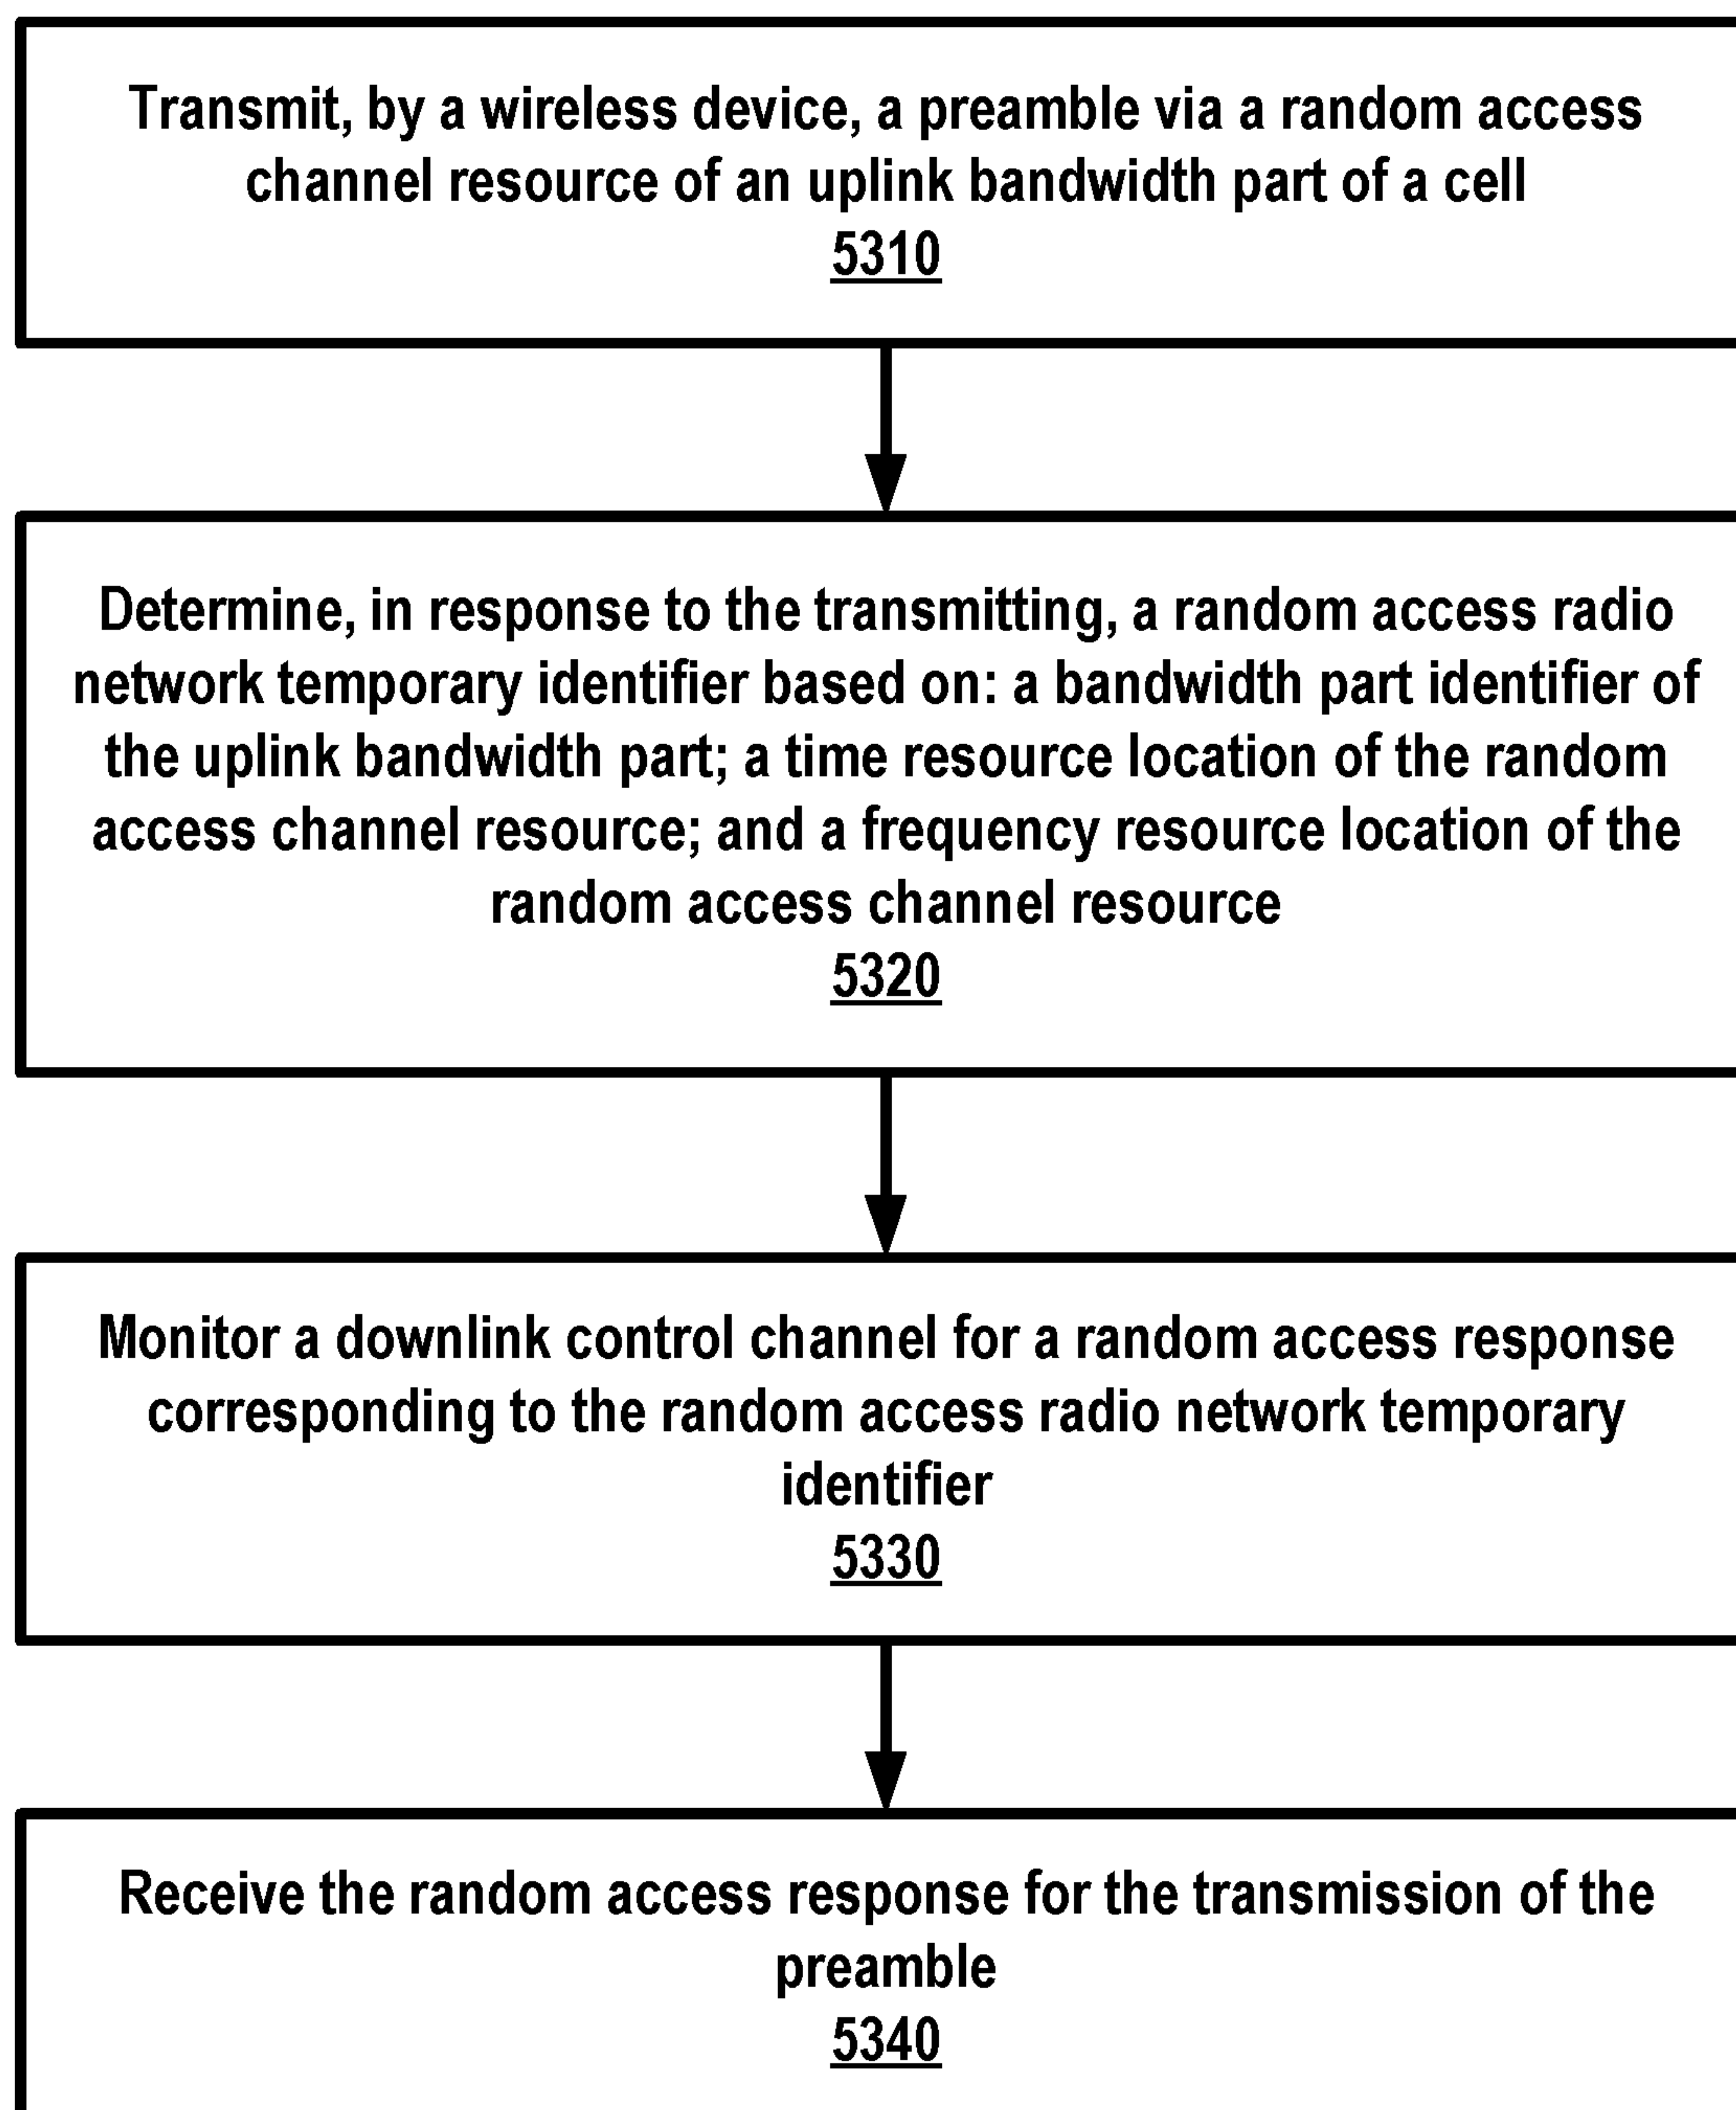 Transmit, by a wireless device, a preamble via a random access
channel resource of an uplink bandwidth part of a cell
5310
Determine, in response to the transmitting, a random access radio
network temporary identifier based on: a bandwidth part identifier of
the uplink bandwidth part; a time resource location of the random
access channel resource; and a frequency resource location of the
random access channel resource
5320
Monitor a downlink control channel for a random access response
corresponding to the random access radio network temporary
identifier
5330
Receive the random access response for the transmission of the
preamble
5340